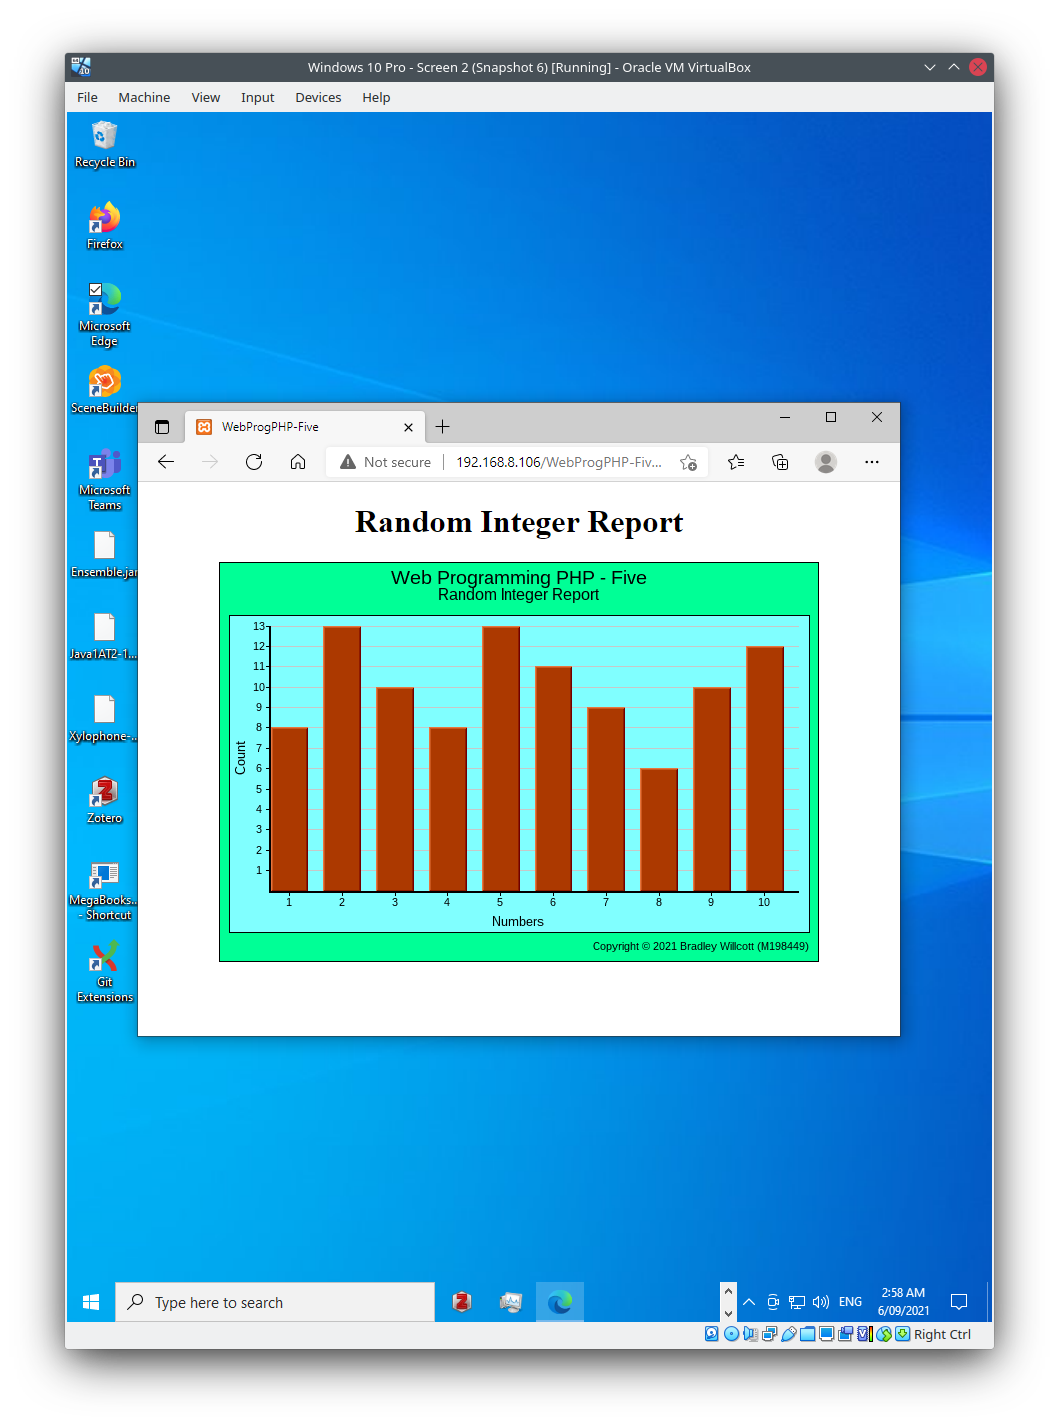 Windows 10 Pro - Screen 2 (Snapshot 6) [Running] - Oracle VM VirtualBox
File Machine View Input Devices Help
Recycle Bin
Firefox
Microsoft
Edge
SceneBuilder
Microsoft
Teams
Ensemble.jar
Java1AT2-1...
Xylophone-...
Zotero
MegaBooks...
- Shortcut
Git
Extensions
WebProgPHP-Five
Not secure 192.168.8.106/WebProgPHP-Fiv...
Random Integer Report
Web Programming PHP - Five
Random Integer Report
13
12
11
10
9
8
7
6
5
4
3
2
1
Count
1 2 3 4 5 6 7 8 9 10
Numbers
Copyright © 2021 Bradley Willcott (M198449)
Type here to search
ENG
2:58 AM
6/09/2021
Right Ctrl